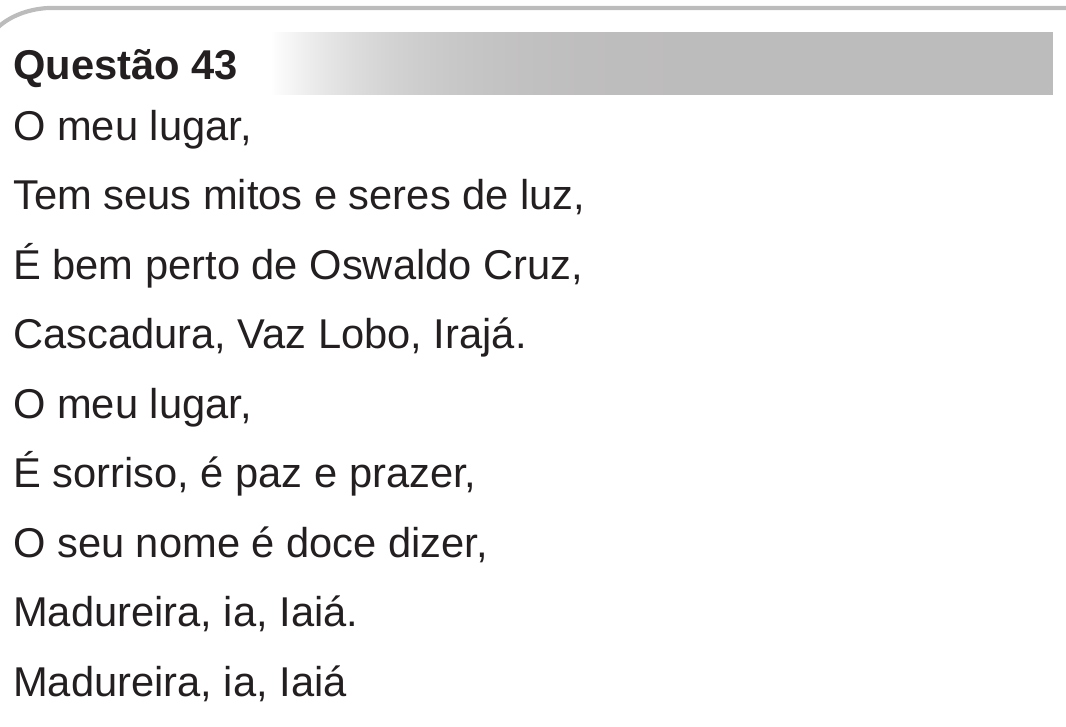 Questão 43
O meu lugar,
Tem seus mitos e seres de luz,
É bem perto de Oswaldo Cruz,
Cascadura, Vaz Lobo, Irajá.
O meu lugar,
É sorriso, é paz e prazer,
O seu nome é doce dizer,
Madureira, ia, Iaiá.
Madureira, ia, Iaiá